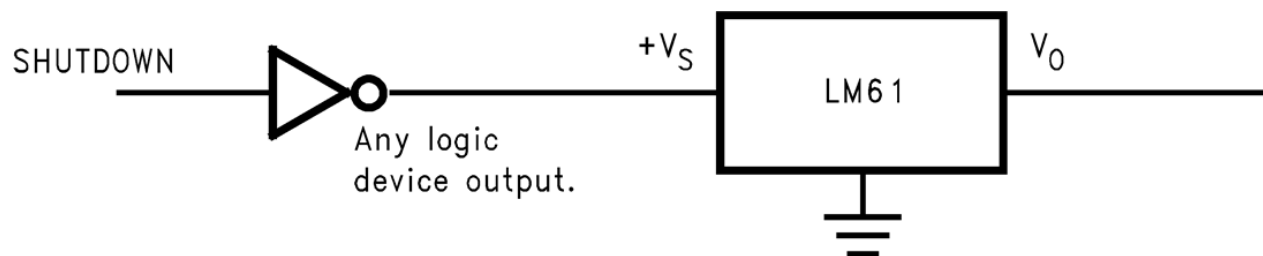 SHUTDOWN
+VS
LM61
VO
Any logic
device output.